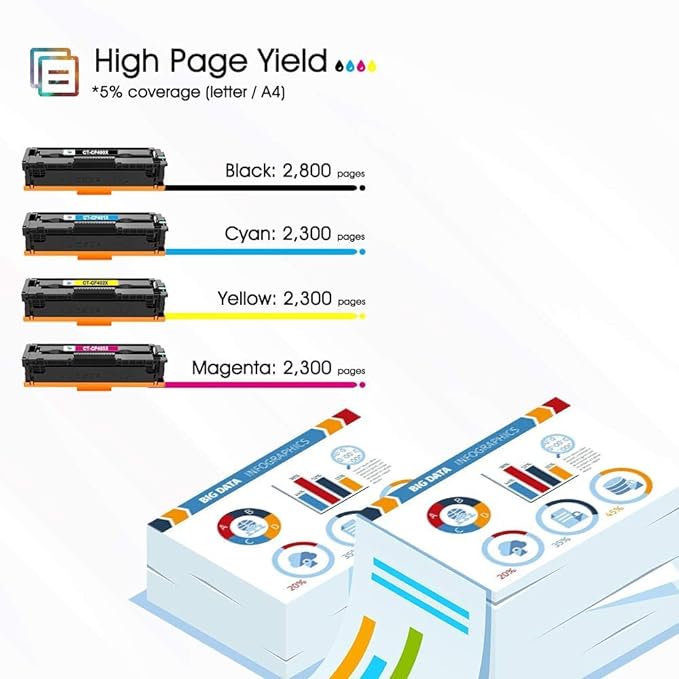 High Page Yield
*5% coverage (letter / A4)
CT-CF400X
Black: 2,800 pages
CT-CF401X
Cyan: 2,300 pages
CT-CF402X
Yellow: 2,300 pages
CT-CF403X
Magenta: 2,300 pages
BIG DATA INFOGRAPHICS
A
B
C
D
20%
35%
BIG DATA INFOGRAPHICS
A
B
C
D
20%
35%
45%